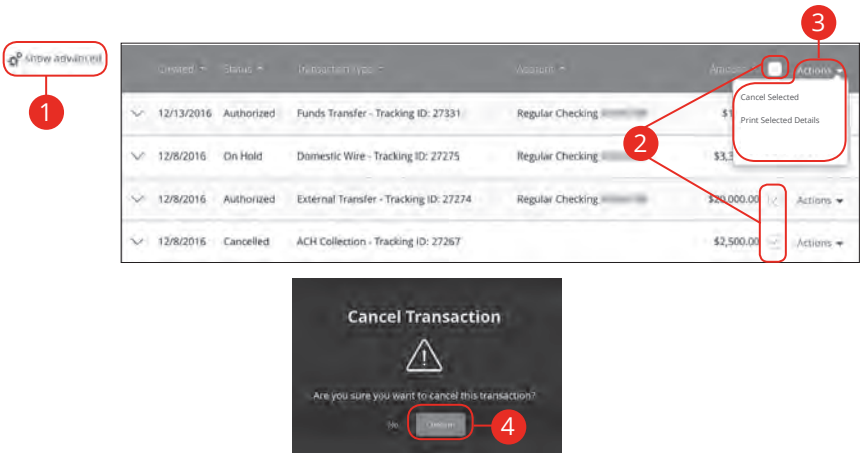 3
show advanced
1
Created Status Transaction Type Account Amount Actions
Cancel Selected
Print Selected Details
12/13/2016 Authorized Funds Transfer - Tracking ID: 27331 Regular Checking
2
12/8/2016 On Hold Domestic Wire - Tracking ID: 27275 Regular Checking
12/8/2016 Authorized External Transfer - Tracking ID: 27274 Regular Checking $20,000.00 Actions
12/8/2016 Cancelled ACH Collection - Tracking ID: 27267 $2,500.00 Actions
Cancel Transaction
Are you sure you want to cancel this transaction?
No Confirm 4